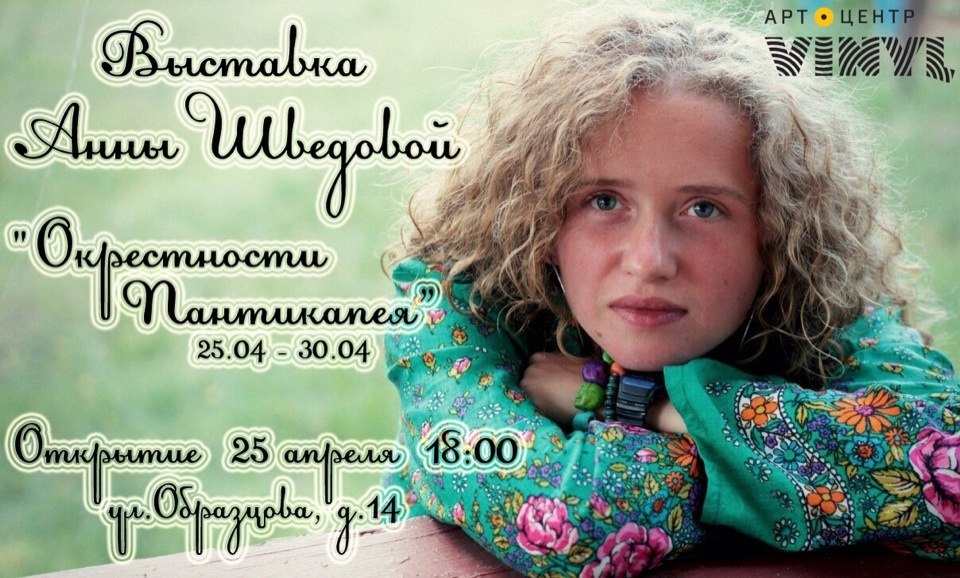 Выставка
Анны Шведовой
"Окрестности
Пантикапея"
25.04 - 30.04
Открытие 25 апреля 18:00
ул.Образцова, д.14
АРТ ЦЕНТР
VINYL